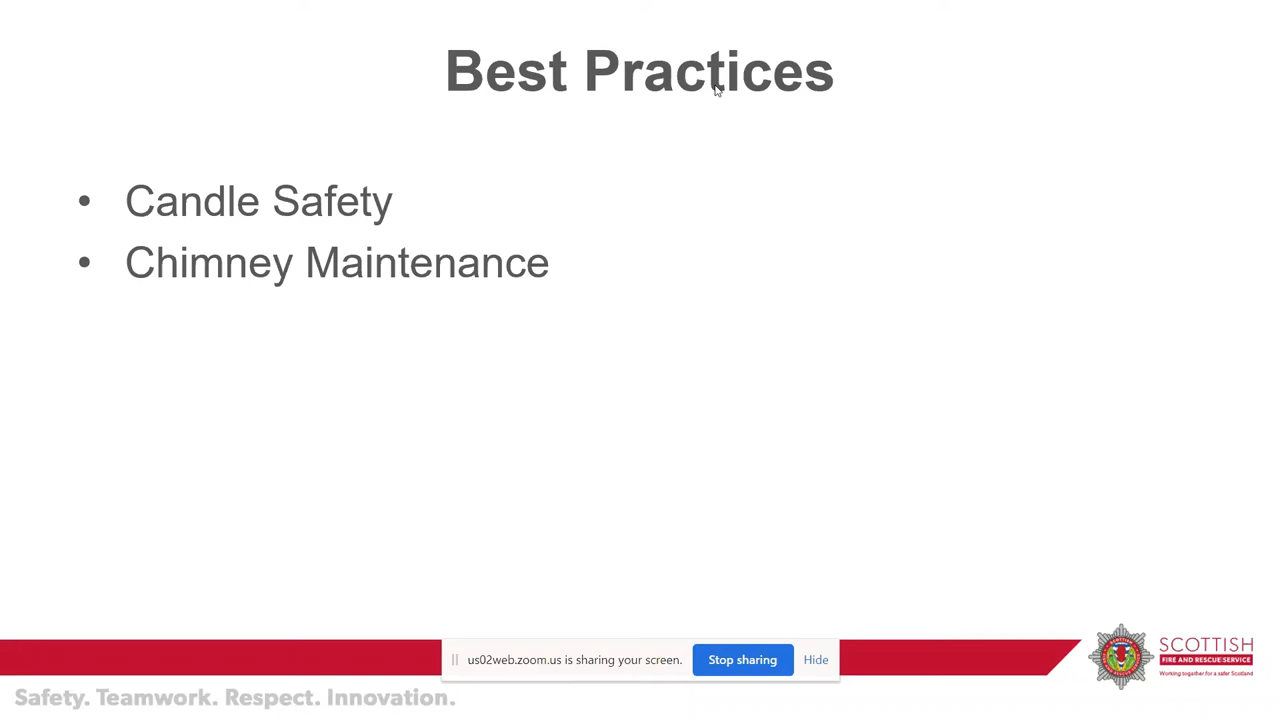 Best Practices
• Candle Safety
• Chimney Maintenance
us02web.zoom.us is sharing your screen.
Stop sharing
Hide
SCOTTISH
FIRE AND RESCUE SERVICE
Working together for a safer Scotland
Safety. Teamwork. Respect. Innovation.